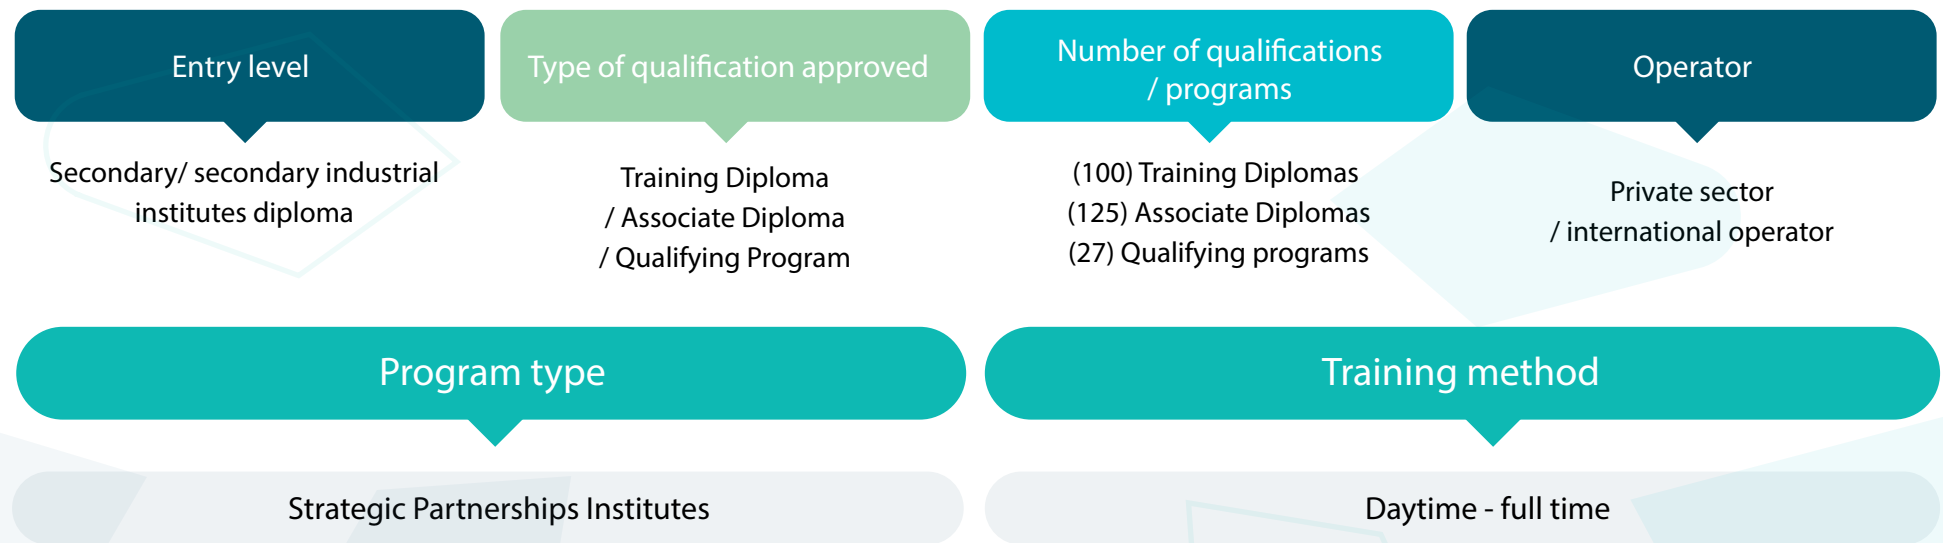 Entry level
Secondary/ secondary industrial
institutes diploma
Type of qualification approved
Training Diploma
/ Associate Diploma
/ Qualifying Program
Number of qualifications
/ programs
(100) Training Diplomas
(125) Associate Diplomas
(27) Qualifying programs
Operator
Private sector
/ international operator
Program type
Strategic Partnerships Institutes
Training method
Daytime - full time